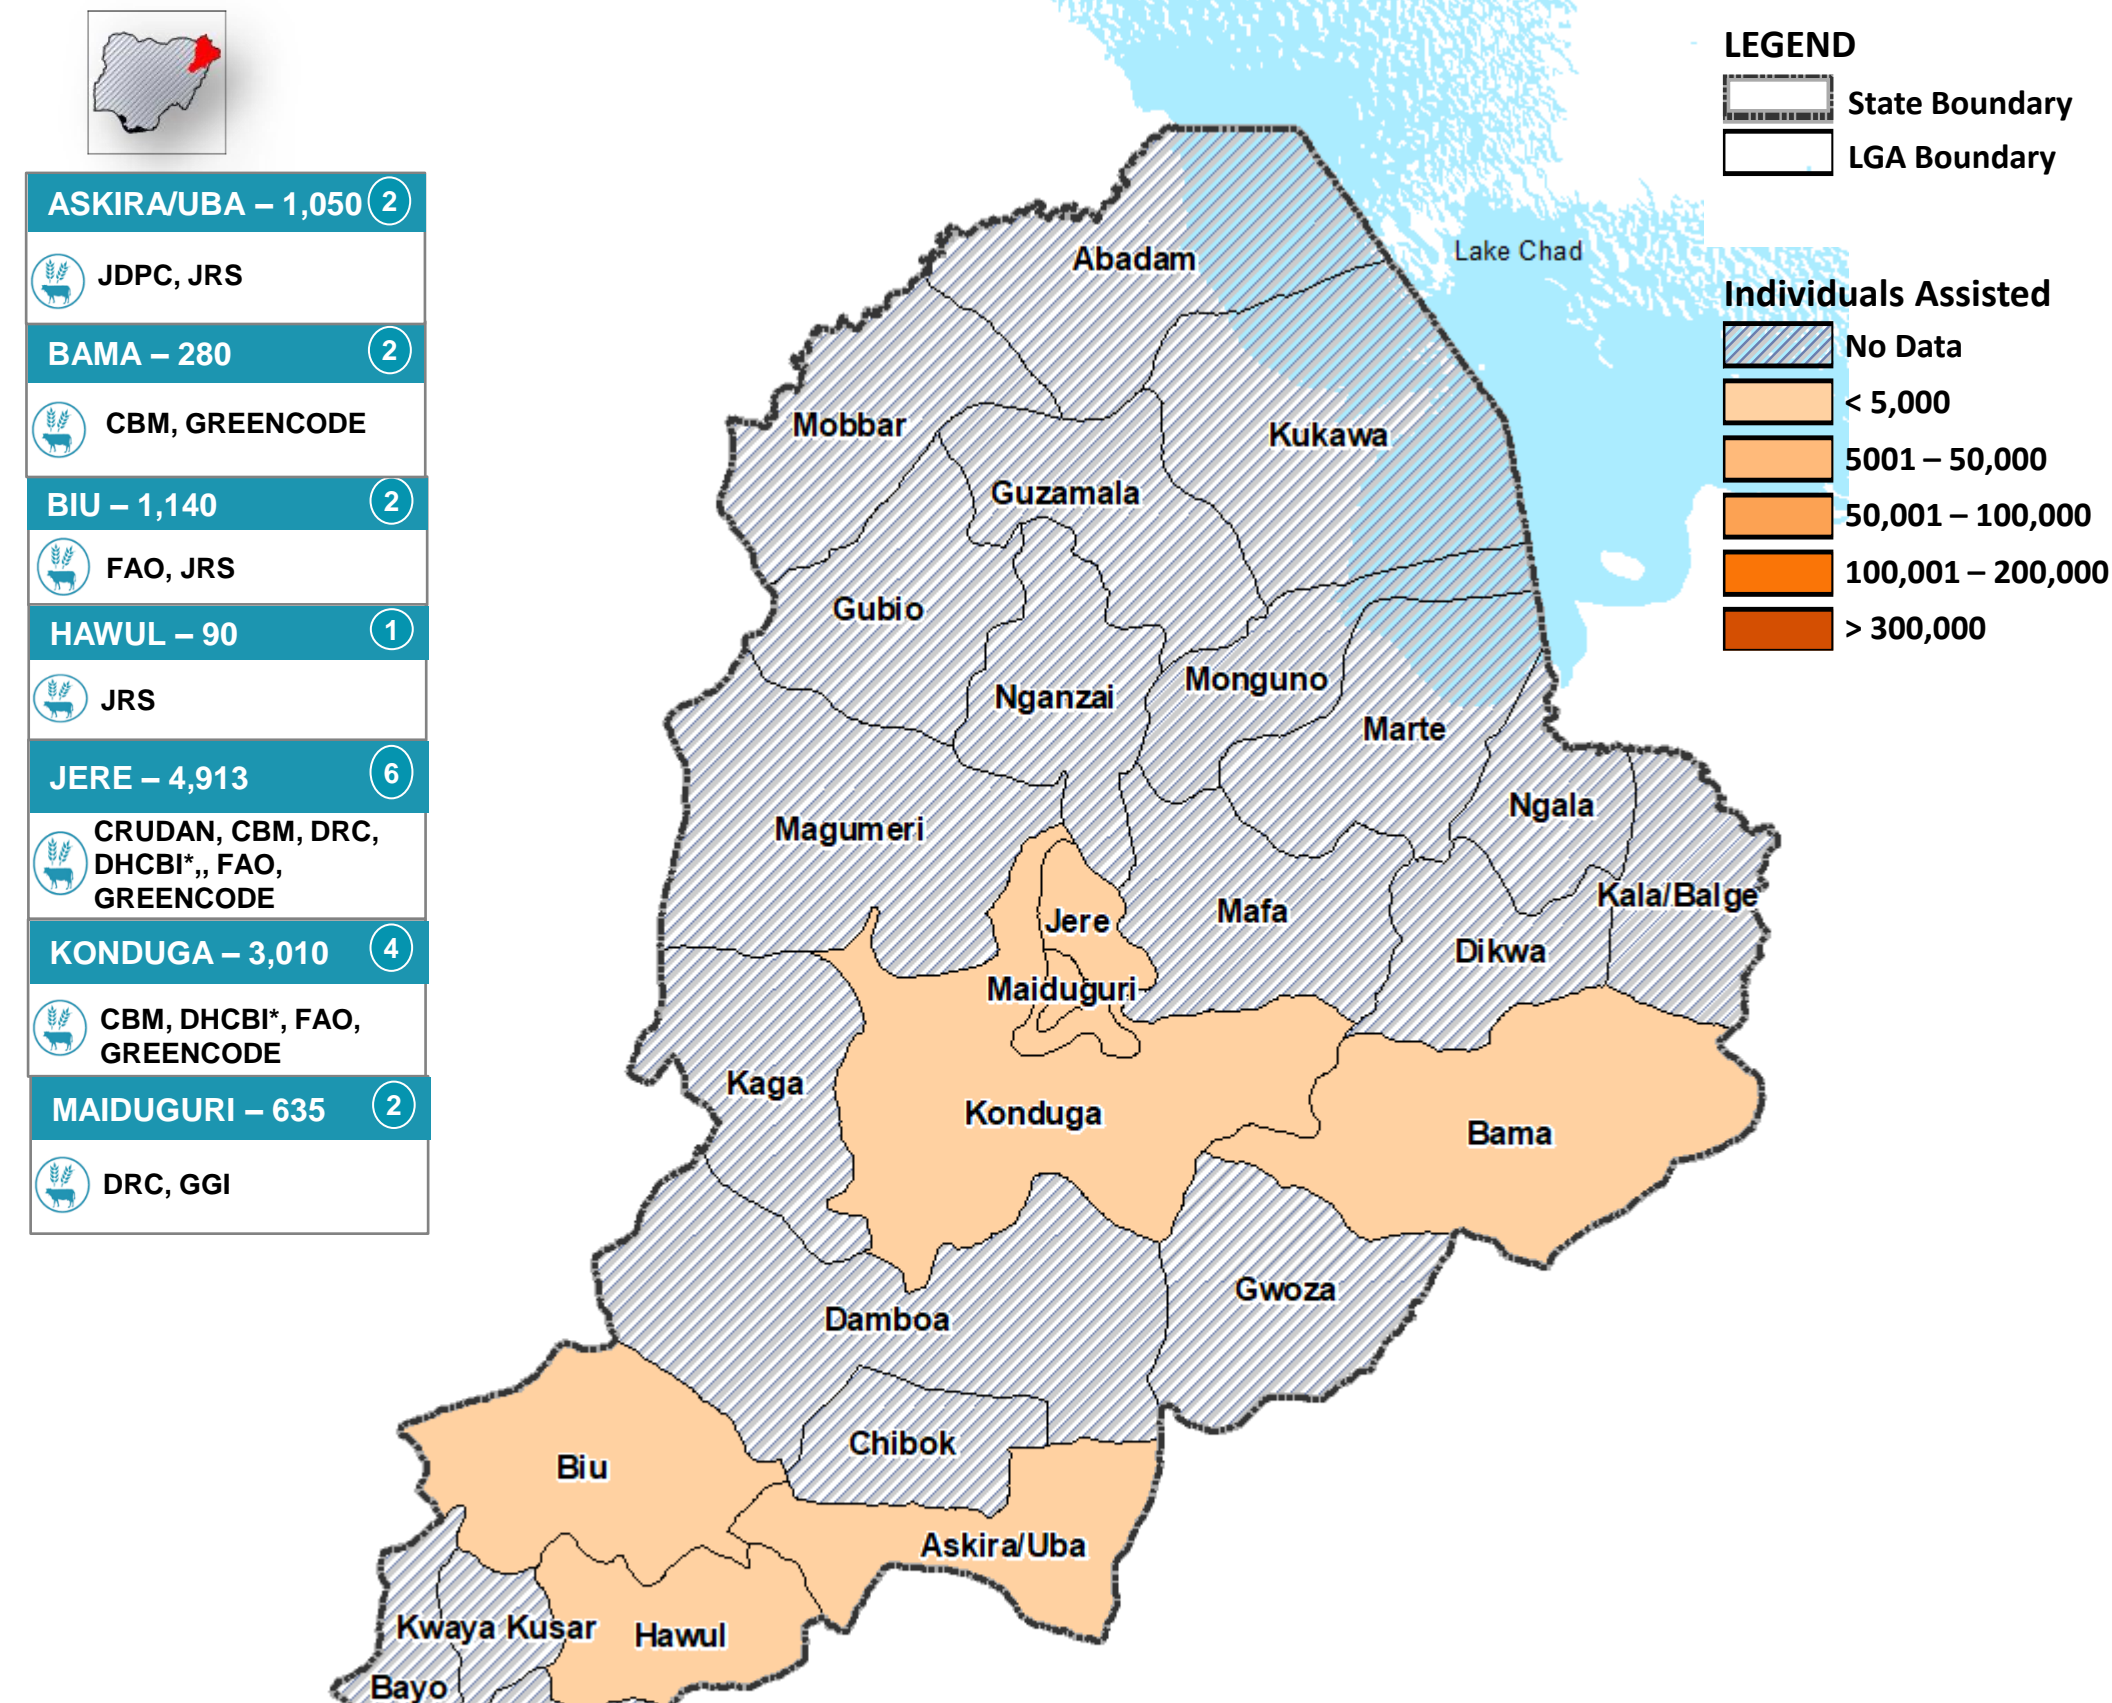 ASKIRA/UBA – 1,050 2
JDPC, JRS
BAMA – 280 2
CBM, GREENCODE
BIU – 1,140 2
FAO, JRS
HAWUL – 90 1
JRS
JERE – 4,913 6
CRUDAN, CBM, DRC,
DHCBI*,, FAO,
GREENCODE
KONDUGA – 3,010 4
CBM, DHCBI*, FAO,
GREENCODE
MAIDUGURI – 635 2
DRC, GGI
LEGEND
State Boundary
LGA Boundary
Individuals Assisted
No Data
< 5,000
5001 – 50,000
50,001 – 100,000
100,001 – 200,000
> 300,000
Lake Chad
Abadam
Mobbar
Kukawa
Guzamala
Gubio
Nganzai
Monguno
Marte
Ngala
Magumeri
Kala/Balge
Mafa
Jere
Dikwa
Maiduguri
Kaga
Konduga
Bama
Gwoza
Damboa
Chibok
Biu
Askira/Uba
Kwaya Kusar
Hawul
Bayo